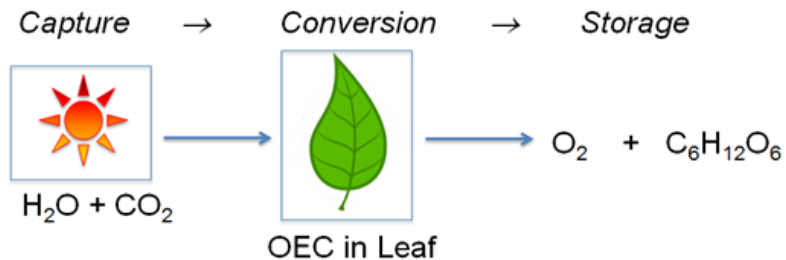 Capture → Conversion → Storage
H₂O + CO₂
OEC in Leaf
O₂ + C₆H₁₂O₆